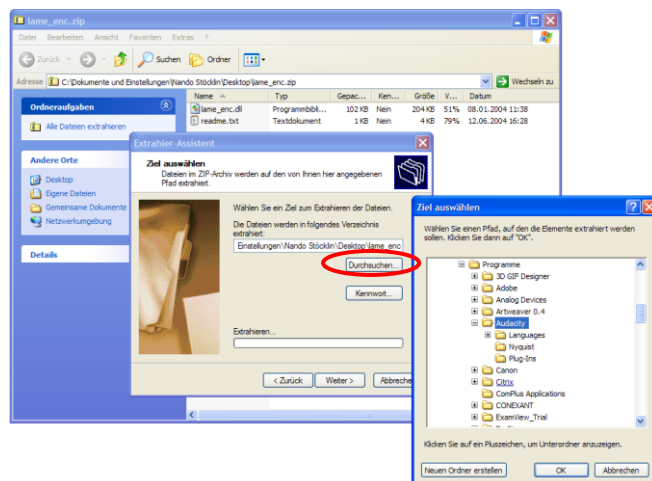 lame_enc.zip
Datei Bearbeiten Ansicht Favoriten Extras ?
Zurück Suchen Ordner
Adresse C:\Dokumente und Einstellungen\Nando Stöcklin\Desktop\lame_enc.zip Wechseln zu
Ordneraufgaben
Alle Dateien extrahieren
Andere Orte
Desktop
Eigene Dateien
Gemeinsame Dokumente
Netzwerkumgebung
Details
Name Typ Gepac... Ken... Größe V... Datum
lame_enc.dll Programmbibli... 102 KB Nein 204 KB 51% 08.01.2004 11:38
readme.txt Textdokument 1 KB Nein 4 KB 79% 12.06.2004 16:28
Extrahier-Assistent
Ziel auswählen
Dateien im ZIP-Archiv werden auf den von Ihnen hier angegebenen
Pfad extrahiert.
Wählen Sie ein Ziel zum Extrahieren der Dateien.
Die Dateien werden in folgendes Verzeichnis
extrahiert:
Einstellungen\Nando Stöcklin\Desktop\lame_enc
Durchsuchen...
Kennwort...
Extrahieren...
< Zurück Weiter > Abbreche
Ziel auswählen
Wählen Sie einen Pfad, auf den die Elemente extrahiert werden
sollen. Klicken Sie dann auf "OK".
Programme
3D GIF Designer
Adobe
Analog Devices
Artweaver 0.4
Audacity
Languages
Nyquist
Plug-Ins
Canon
Citrix
ComPlus Applications
CONEXANT
ExamView_Trial
Klicken Sie auf ein Pluszeichen, um Unterordner anzuzeigen.
Neuen Ordner erstellen OK Abbrechen